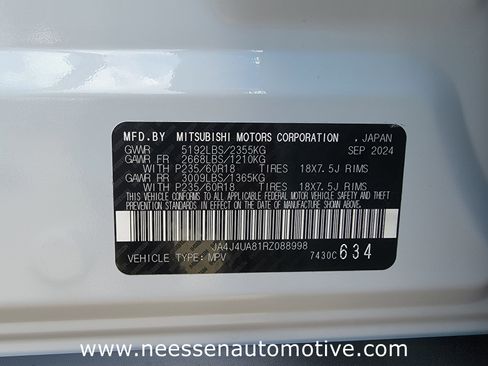 MFD.BY MITSUBISHI MOTORS CORPORATION ,JAPAN
GVWR 5192LBS/2355KG SEP 2024
GAWR FR 2668LBS/1210KG
WITH P235/60R18 TIRES 18X7.5J RIMS
GAWR RR 3009LBS/1365KG
WITH P235/60R18 TIRES 18X7.5J RIMS
THIS VEHICLE CONFORMS TO ALL APPLICABLE FEDERAL MOTOR VEHICLE SAFETY AND THEFT
PREVENTION STANDARDS IN EFFECT ON THE DATE OF MANUFACTURE SHOWN ABOVE.
JA4J4UA81RZ088998
VEHICLE TYPE: MPV 7430C 634
www.neessenautomotive.com